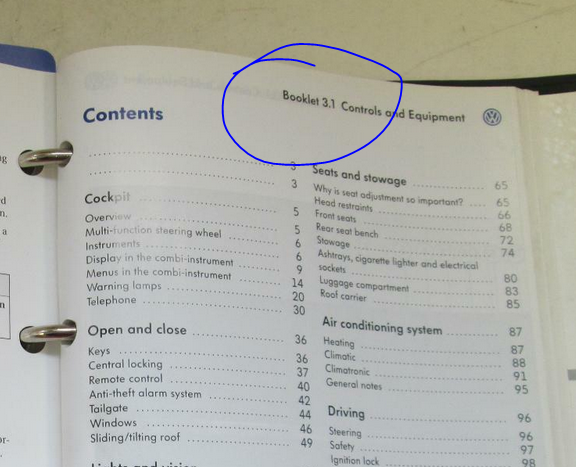 Booklet 3.1 Controls and Equipment
Contents
3
3
Cockpit
Overview 5
Multi-function steering wheel 5
Instruments 6
Display in the combi-instrument 6
Menus in the combi-instrument 9
Warning lamps 14
Telephone 20
30
Open and close 36
Keys 36
Central locking 37
Remote control 40
Anti-theft alarm system 42
Tailgate 44
Windows 46
Sliding/tilting roof 49
Seats and stowage 65
Why is seat adjustment so important? 65
Head restraints 66
Front seats 68
Rear seat bench 72
Stowage 74
Ashtrays, cigarette lighter and electrical
sockets 80
Luggage compartment 83
Roof carrier 85
Air conditioning system 87
Heating 87
Climatic 88
Climatronic 91
General notes 95
Driving 96
Steering 96
Safety 97
Ignition lock 98